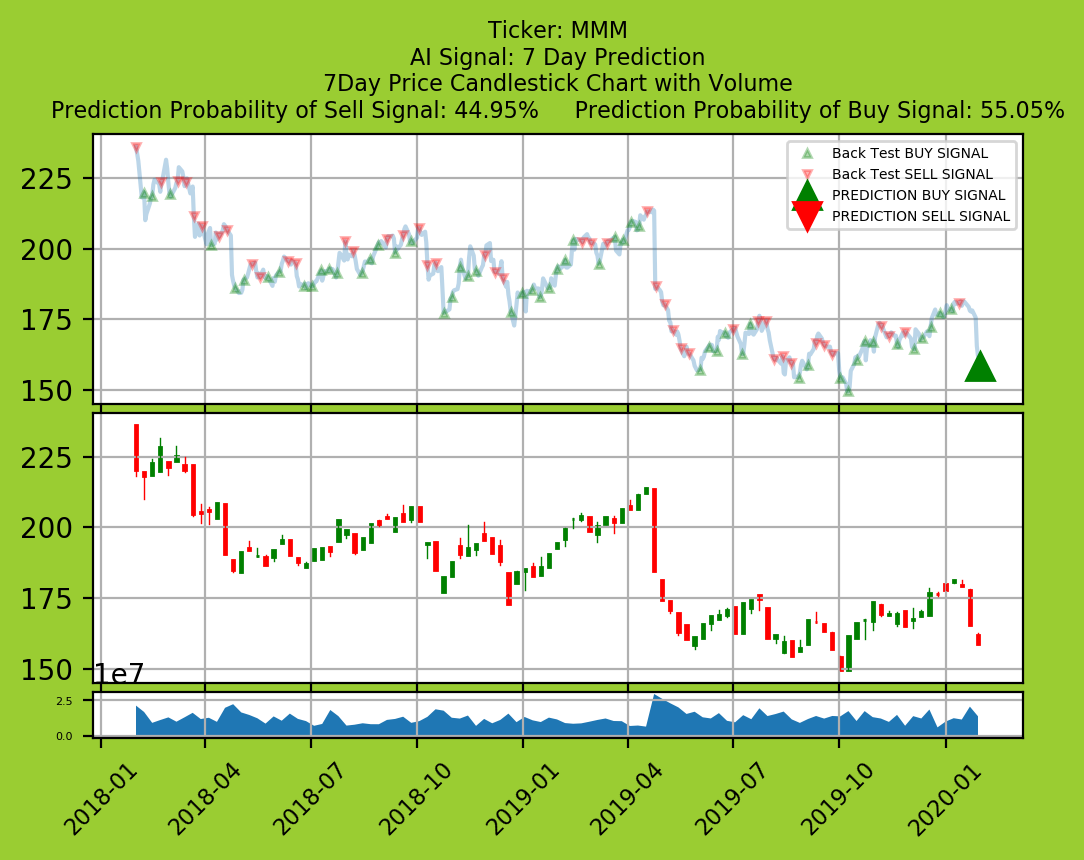 Ticker: MMM
AI Signal: 7 Day Prediction
7Day Price Candlestick Chart with Volume
Prediction Probability of Sell Signal: 44.95% Prediction Probability of Buy Signal: 55.05%
Back Test BUY SIGNAL
Back Test SELL SIGNAL
PREDICTION BUY SIGNAL
PREDICTION SELL SIGNAL
225
200
175
150
225
200
175
150
1e7
2.5
0.0
2018-01 2018-04 2018-07 2018-10 2019-01 2019-04 2019-07 2019-10 2020-01